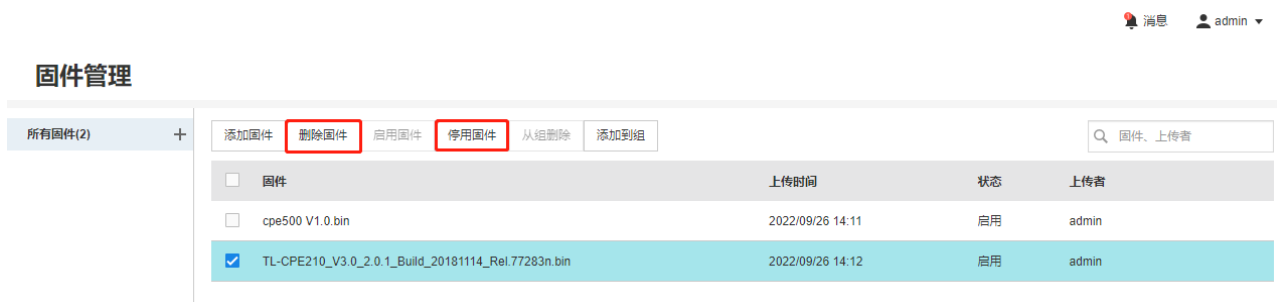 消息 admin
固件管理
所有固件(2)
添加固件 删除固件 启用固件 停用固件 从组删除 添加到组 固件、上传者
固件 上传时间 状态 上传者
cpe500 V1.0.bin 2022/09/26 14:11 启用 admin
TL-CPE210_V3.0_2.0.1_Build_20181114_Rel.77283n.bin 2022/09/26 14:12 启用 admin